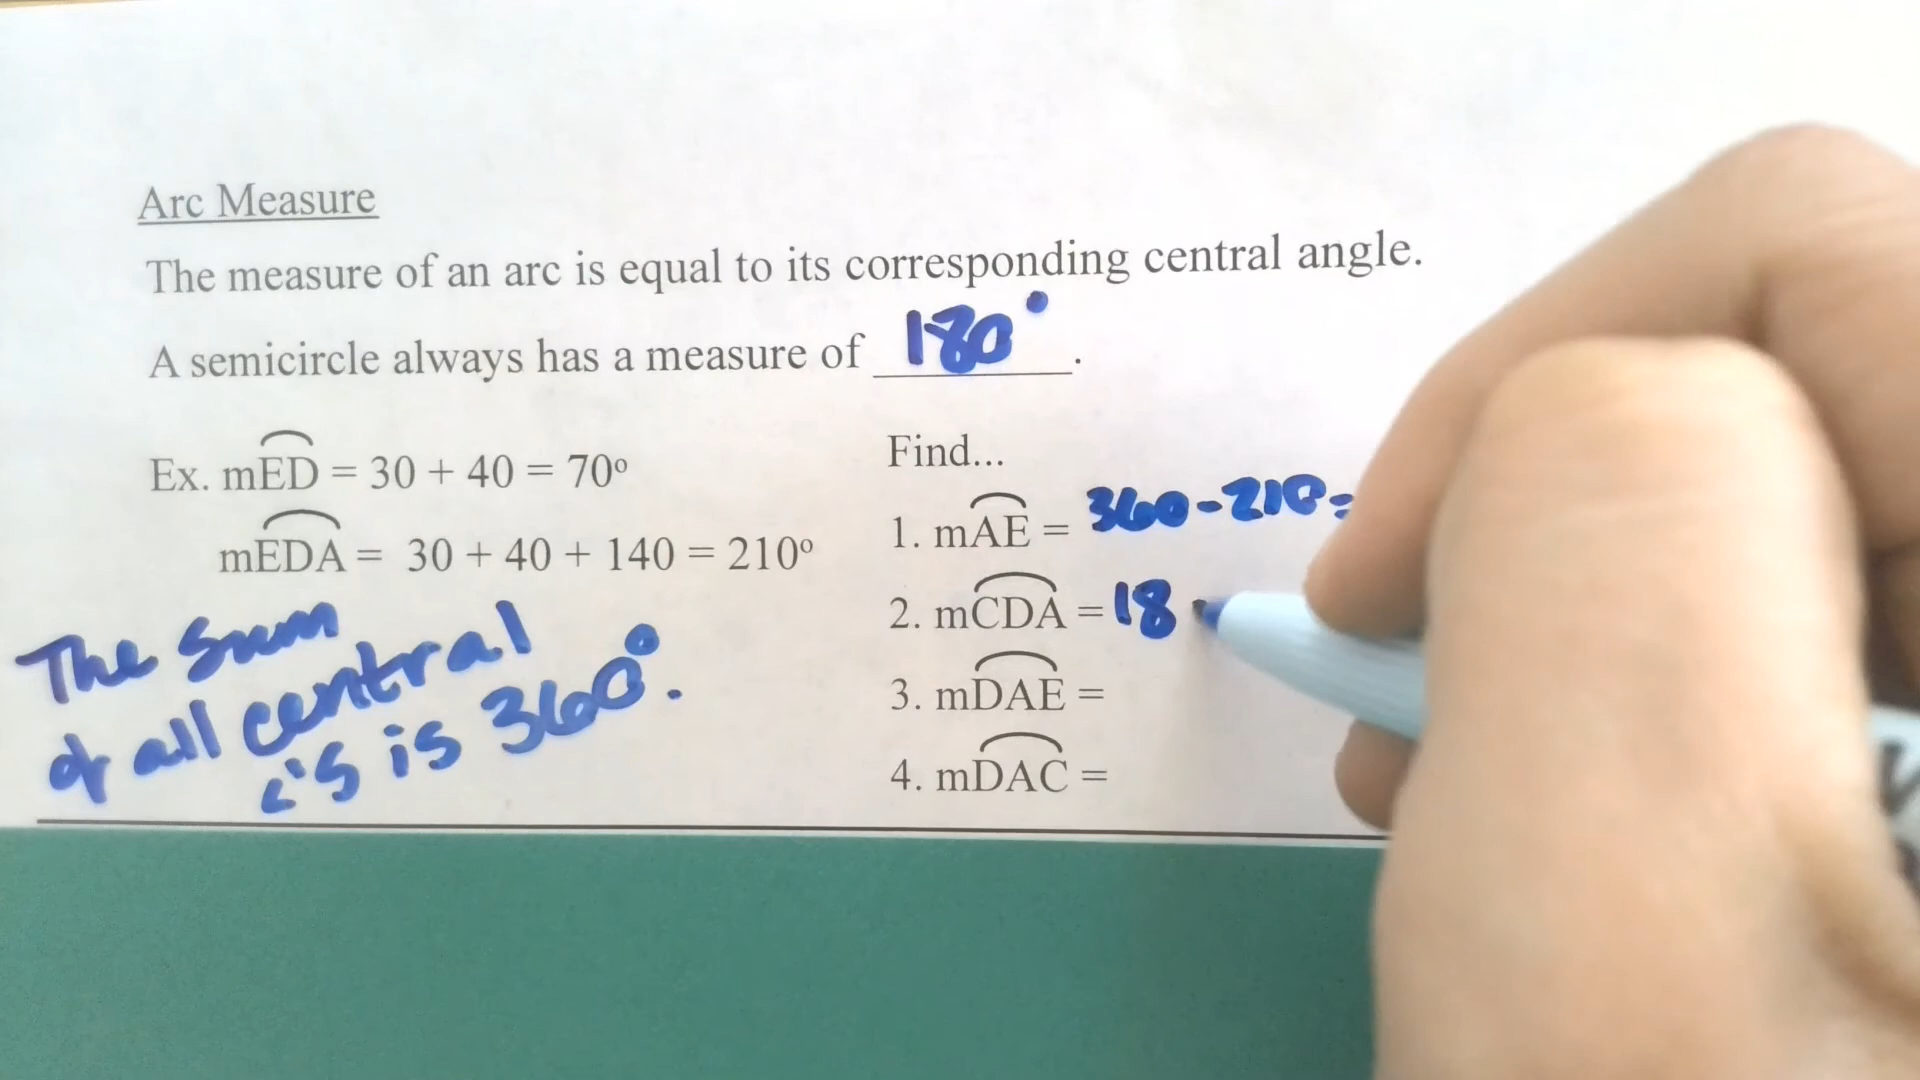 Arc Measure
The measure of an arc is equal to its corresponding central angle.
A semicircle always has a measure of 180°.
Ex. mED = 30 + 40 = 70°
mEDA = 30 + 40 + 140 = 210°
The sum
of all central
∠'s is 360°.
Find...
1. mAE = 360-210=
2. mCDA = 18
3. mDAE =
4. mDAC =